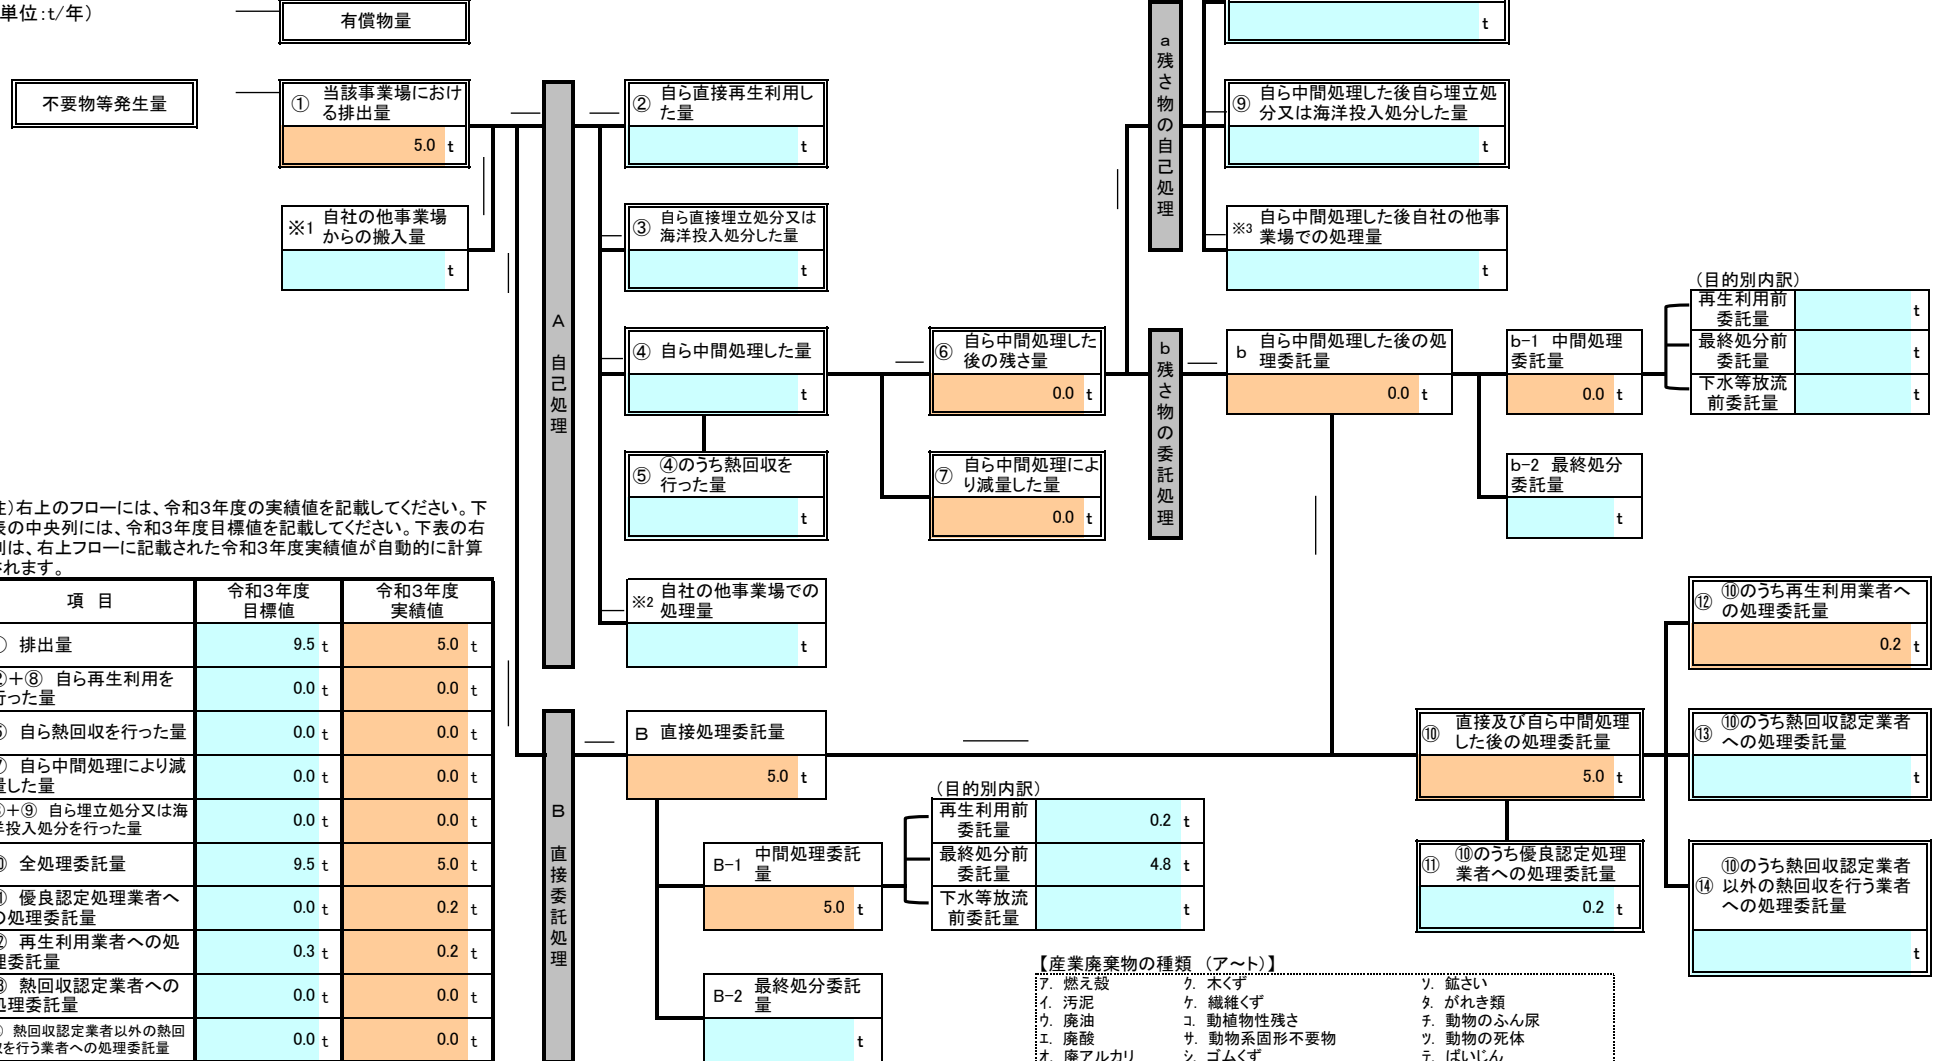 単位:t/年)
有償物量
t
不要物等発生量
① 当該事業場におけ
る排出量
5.0 t
※1 自社の他事業場
からの搬入量
t
A 自己処理
② 自ら直接再生利用し
た量
t
③ 自ら直接埋立処分又は
海洋投入処分した量
t
④ 自ら中間処理した量
t
⑤ ④のうち熱回収を
行った量
t
※2 自社の他事業場での
処理量
t
⑥ 自ら中間処理した
後の残さ量
0.0 t
⑦ 自ら中間処理によ
り減量した量
0.0 t
a残さ物の自己処理
⑨ 自ら中間処理した後自ら埋立処
分又は海洋投入処分した量
t
※3 自ら中間処理した後自社の他事
業場での処理量
t
b残さ物の委託処理
b 自ら中間処理した後の処
理委託量
0.0 t
b-1 中間処理
委託量
0.0 t
b-2 最終処分
委託量
t
(目的別内訳)
再生利用前
委託量
t
最終処分前
委託量
t
下水等放流
前委託量
t
)右上のフローには、令和3年度の実績値を記載してください。下
表の中央列には、令和3年度目標値を記載してください。下表の右
列は、右上フローに記載された令和3年度実績値が自動的に計算
されます。
項 目
令和3年度
目標値
令和3年度
実績値
排出量 9.5 t 5.0 t
②+⑧ 自ら再生利用を
行った量 0.0 t 0.0 t
自ら熱回収を行った量 0.0 t 0.0 t
自ら中間処理により減
量した量 0.0 t 0.0 t
+⑨ 自ら埋立処分又は海
洋投入処分を行った量 0.0 t 0.0 t
全処理委託量 9.5 t 5.0 t
優良認定処理業者へ
の処理委託量 0.0 t 0.2 t
再生利用業者への処
理委託量 0.3 t 0.2 t
熱回収認定業者への
処理委託量 0.0 t 0.0 t
熱回収認定業者以外の熱回
収を行う業者への処理委託量 0.0 t 0.0 t
B 直接委託処理
B 直接処理委託量
5.0 t
B-1 中間処理委託
量
5.0 t
B-2 最終処分委託
量
t
(目的別内訳)
再生利用前
委託量
0.2 t
最終処分前
委託量
4.8 t
下水等放流
前委託量
t
⑩ 直接及び自ら中間処理
した後の処理委託量
5.0 t
⑪ ⑩のうち優良認定処理
業者への処理委託量
0.2 t
⑫ ⑩のうち再生利用業者へ
の処理委託量
0.2 t
⑬ ⑩のうち熱回収認定業者
への処理委託量
t
⑭ ⑩のうち熱回収認定業者
以外の熱回収を行う業者
への処理委託量
t
【産業廃棄物の種類 (ア～ト)】
ア. 燃え殻 ク. 木くず ソ. 鉱さい
イ. 汚泥 ケ. 繊維くず タ. がれき類
ウ. 廃油 コ. 動植物性残さ チ. 動物のふん尿
エ. 廃酸 サ. 動物系固形不要物 ツ. 動物の死体
オ. 廃アルカリ シ. ゴムくず テ. ばいじん